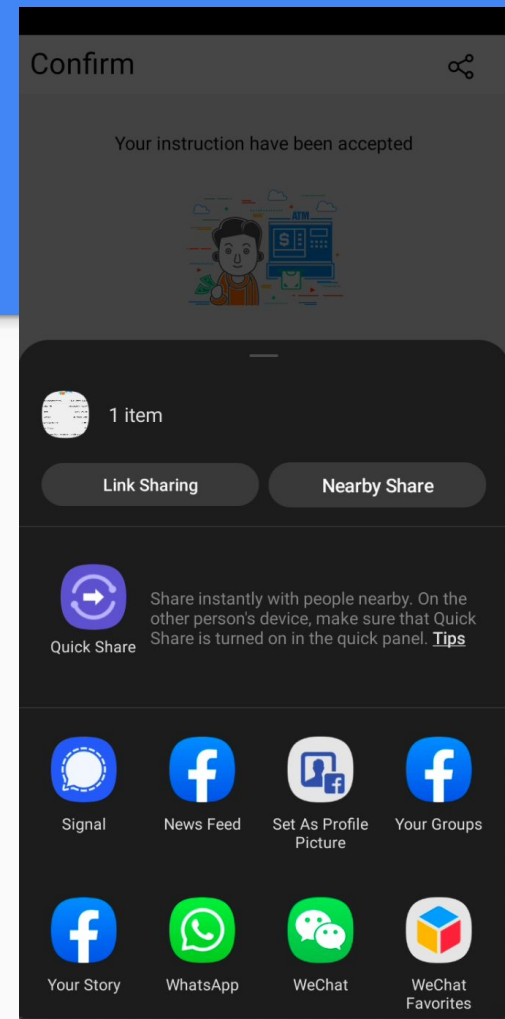 Confirm
Your instruction have been accepted
ATM
$
1 item
Link Sharing
Nearby Share
Quick Share
Share instantly with people nearby. On the
other person's device, make sure that Quick
Share is turned on in the quick panel. Tips
Signal
News Feed
Set As Profile
Picture
Your Groups
Your Story
WhatsApp
WeChat
WeChat
Favorites